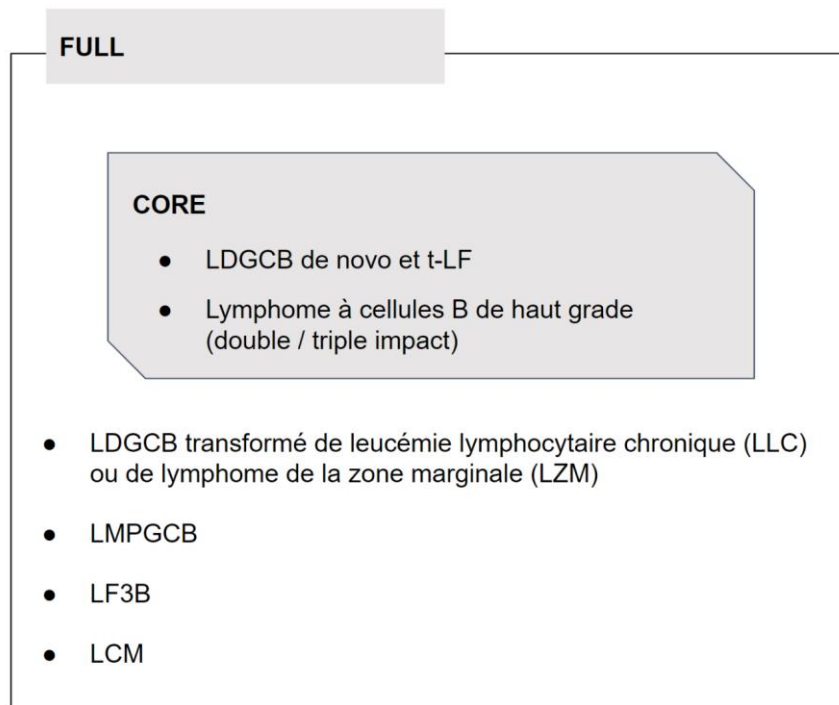 FULL
CORE
● LDGCB de novo et t-LF
● Lymphome à cellules B de haut grade
(double / triple impact)
● LDGCB transformé de leucémie lymphocytaire chronique (LLC)
ou de lymphome de la zone marginale (LZM)
● LMPGCB
● LF3B
● LCM